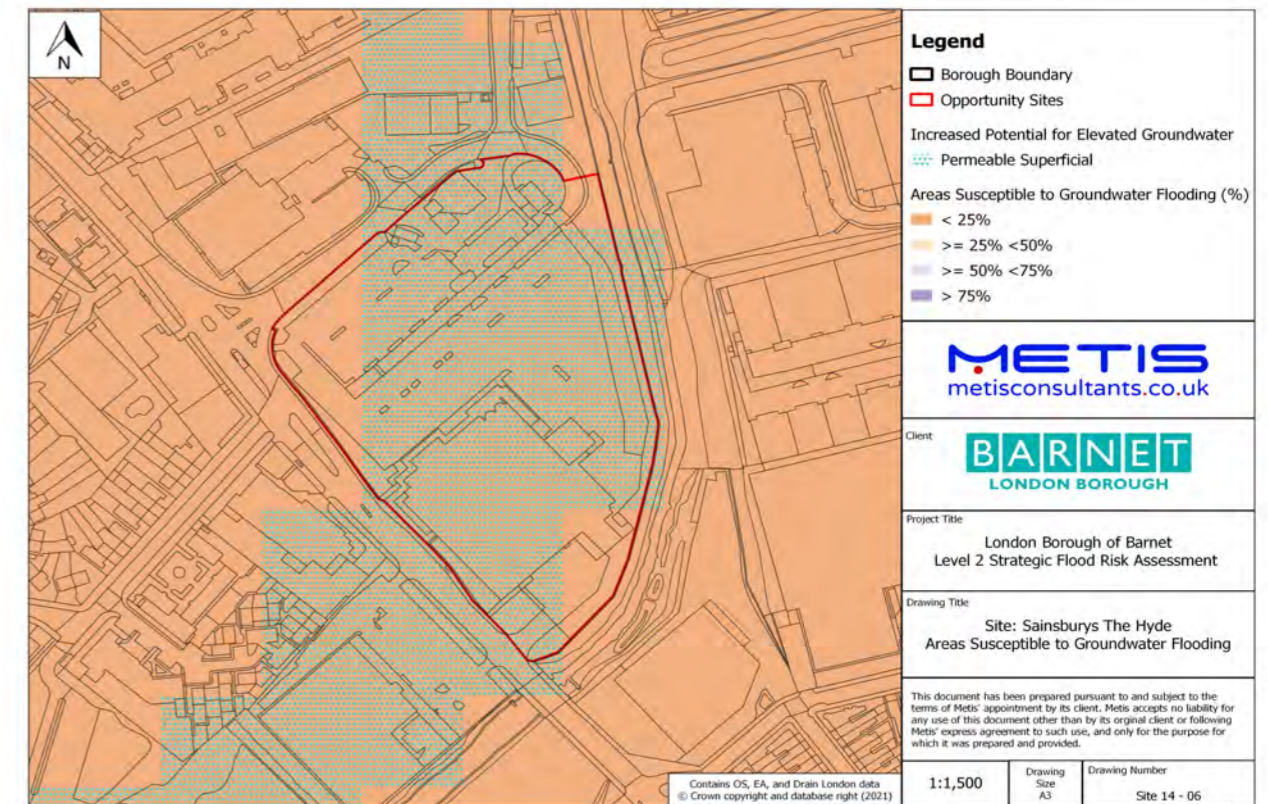 N
Legend
Borough Boundary
Opportunity Sites
Increased Potential for Elevated Groundwater
Permeable Superficial
Areas Susceptible to Groundwater Flooding (%)
< 25%
>= 25% <50%
>= 50% <75%
> 75%
METIS
metisconsultants.co.uk
Client
BARNET
LONDON BOROUGH
Project Title
London Borough of Barnet
Level 2 Strategic Flood Risk Assessment
Drawing Title
Site: Sainsburys The Hyde
Areas Susceptible to Groundwater Flooding
This document has been prepared pursuant to and subject to the
terms of Metis' appointment by its client. Metis accepts no liability for
any use of this document other than by its orginal client or following
Metis' express agreement to such use, and only for the purpose for
which it was prepared and provided.
Contains OS, EA, and Drain London data
© Crown copyright and database right (2021)
1:1,500
Drawing
Size
A3
Drawing Number
Site 14 - 06